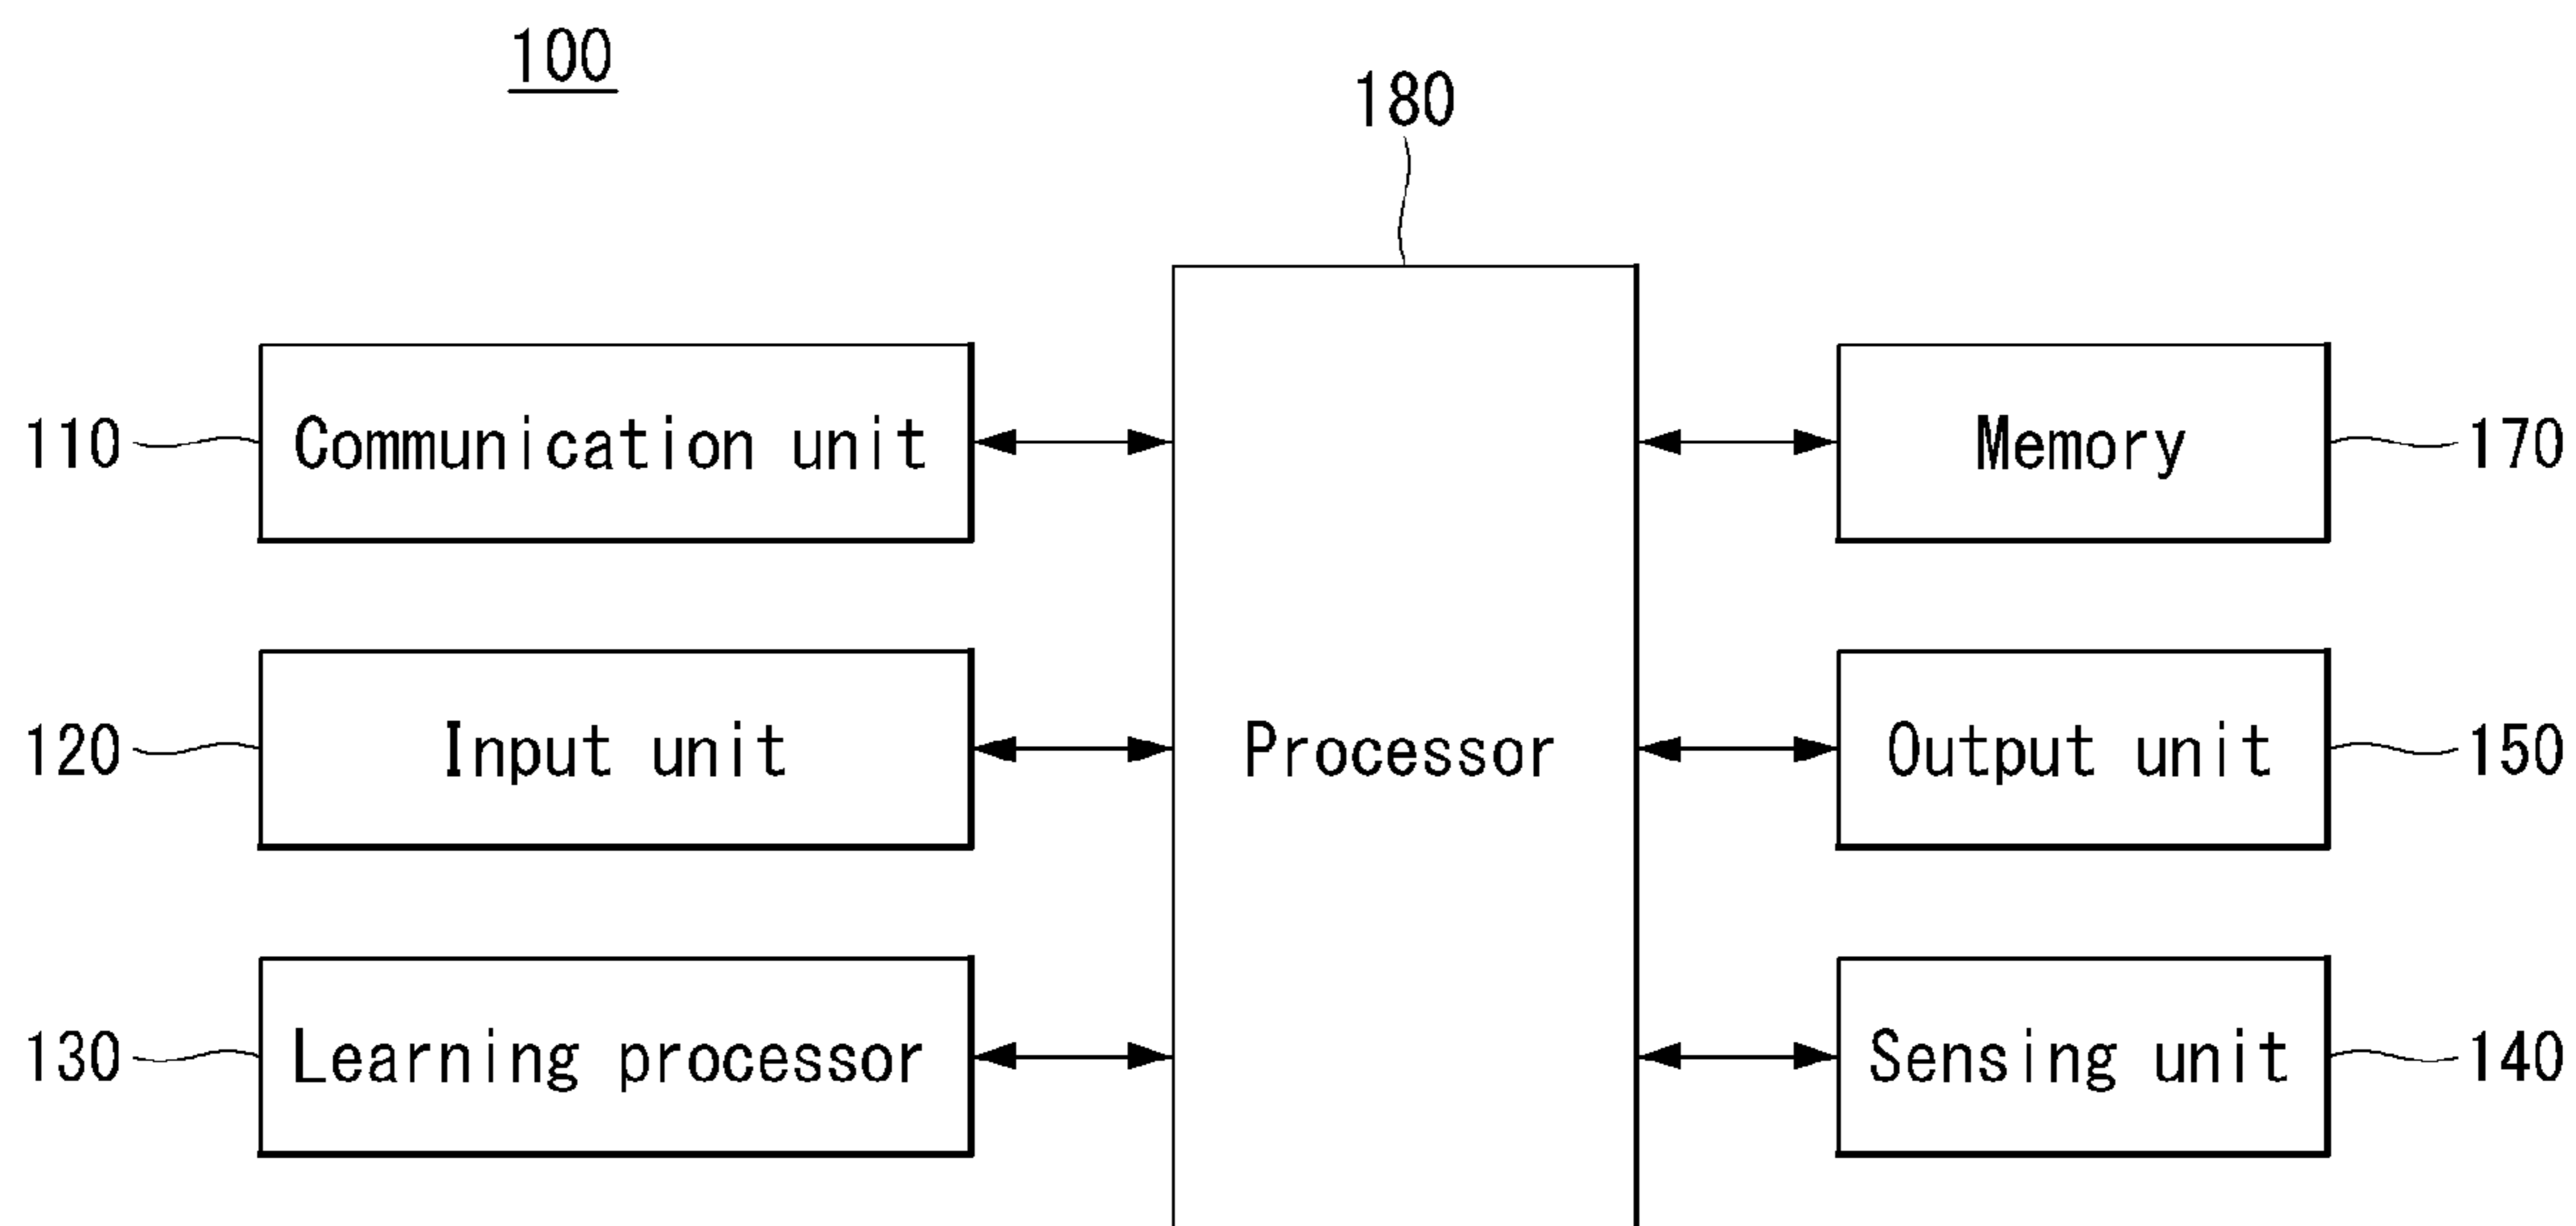 100
180
110 Communication unit Memory 170
120 Input unit Processor Output unit 150
130 Learning processor Sensing unit 140